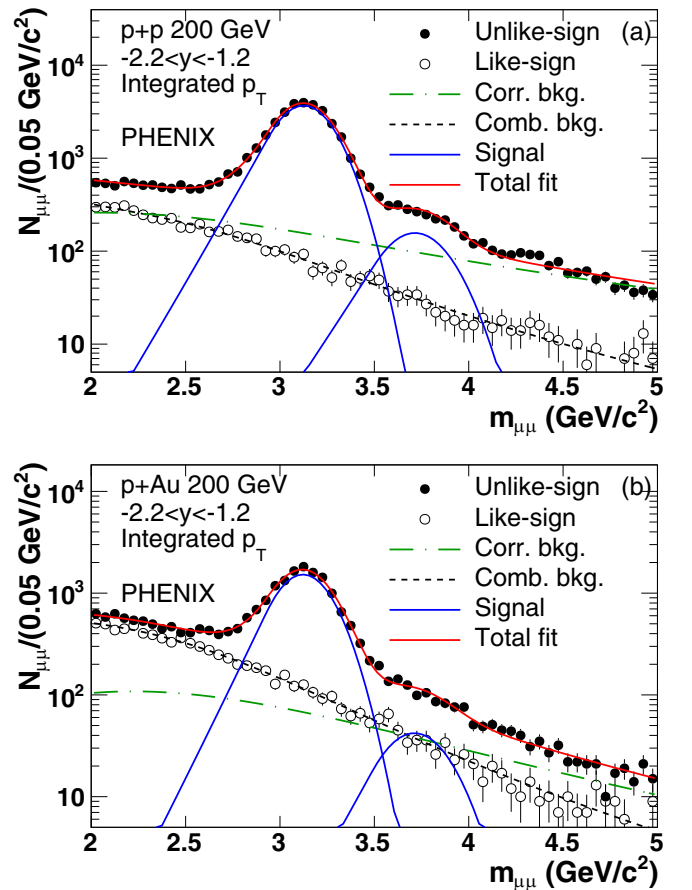 p+p 200 GeV
-2.2<y<-1.2
Integrated p_T
PHENIX
Unlike-sign (a)
Like-sign
Corr. bkg.
Comb. bkg.
Signal
Total fit
N_μμ/(0.05 GeV/c²)
10⁴
10³
10²
10
2 2.5 3 3.5 4 4.5 5
m_μμ (GeV/c²)
p+Au 200 GeV
-2.2<y<-1.2
Integrated p_T
PHENIX
Unlike-sign (b)
Like-sign
Corr. bkg.
Comb. bkg.
Signal
Total fit
N_μμ/(0.05 GeV/c²)
10⁴
10³
10²
10
2 2.5 3 3.5 4 4.5 5
m_μμ (GeV/c²)